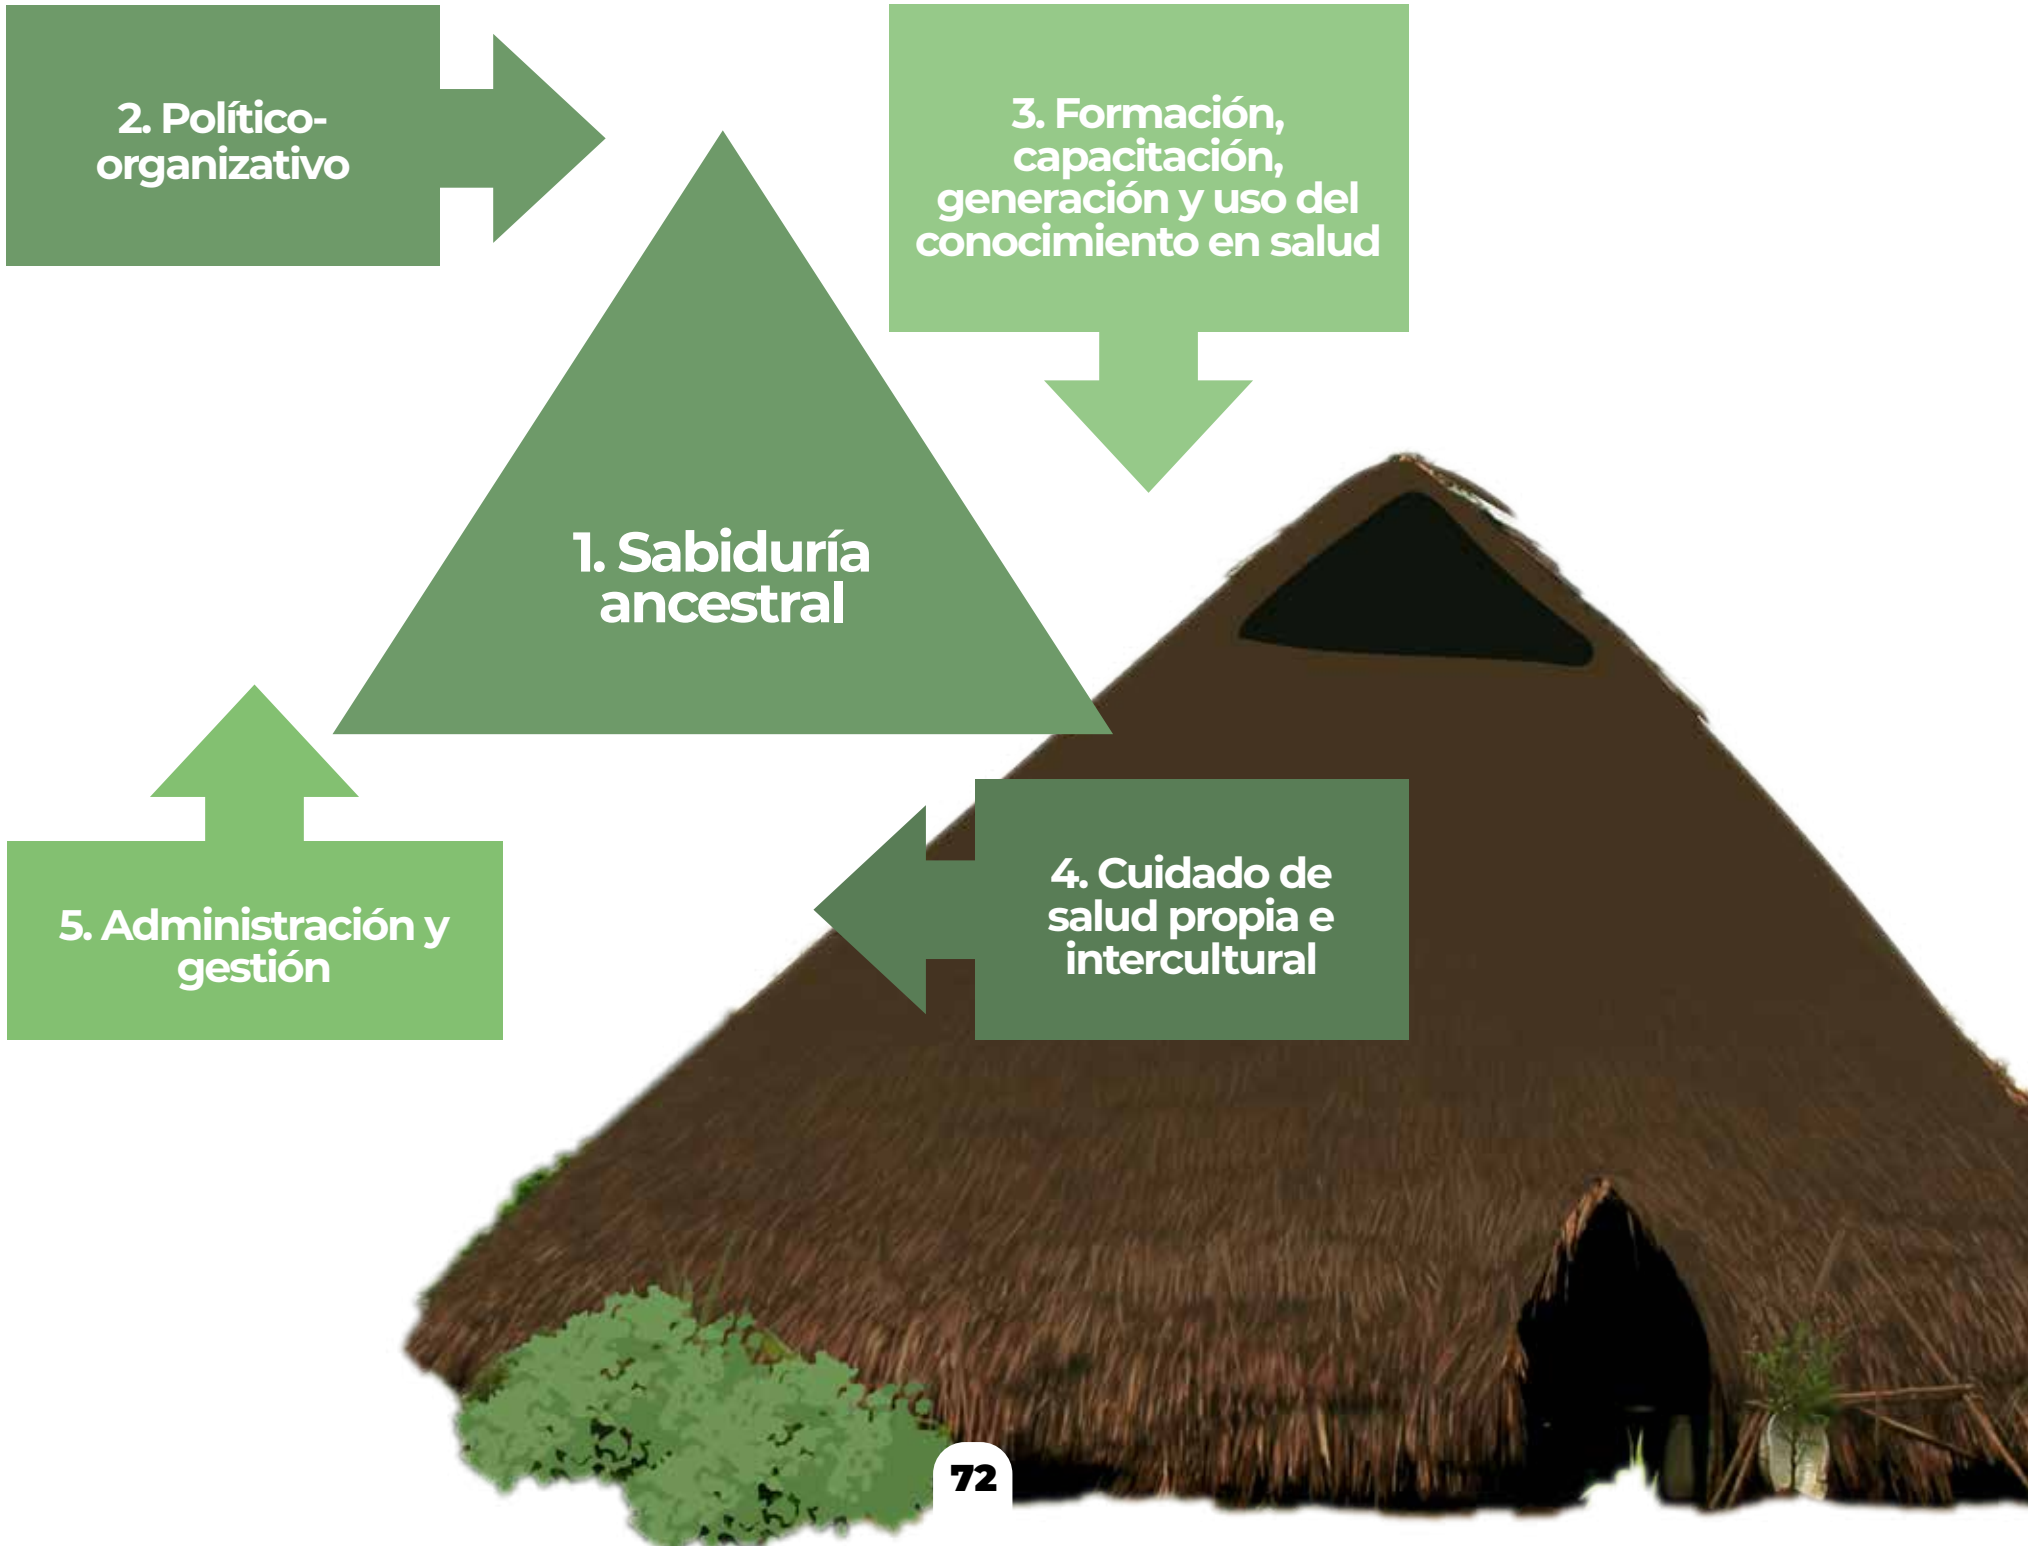 2. Político-
organizativo
3. Formación,
capacitación,
generación y uso del
conocimiento en salud
1. Sabiduría
ancestral
4. Cuidado de
salud propia e
intercultural
5. Administración y
gestión
72